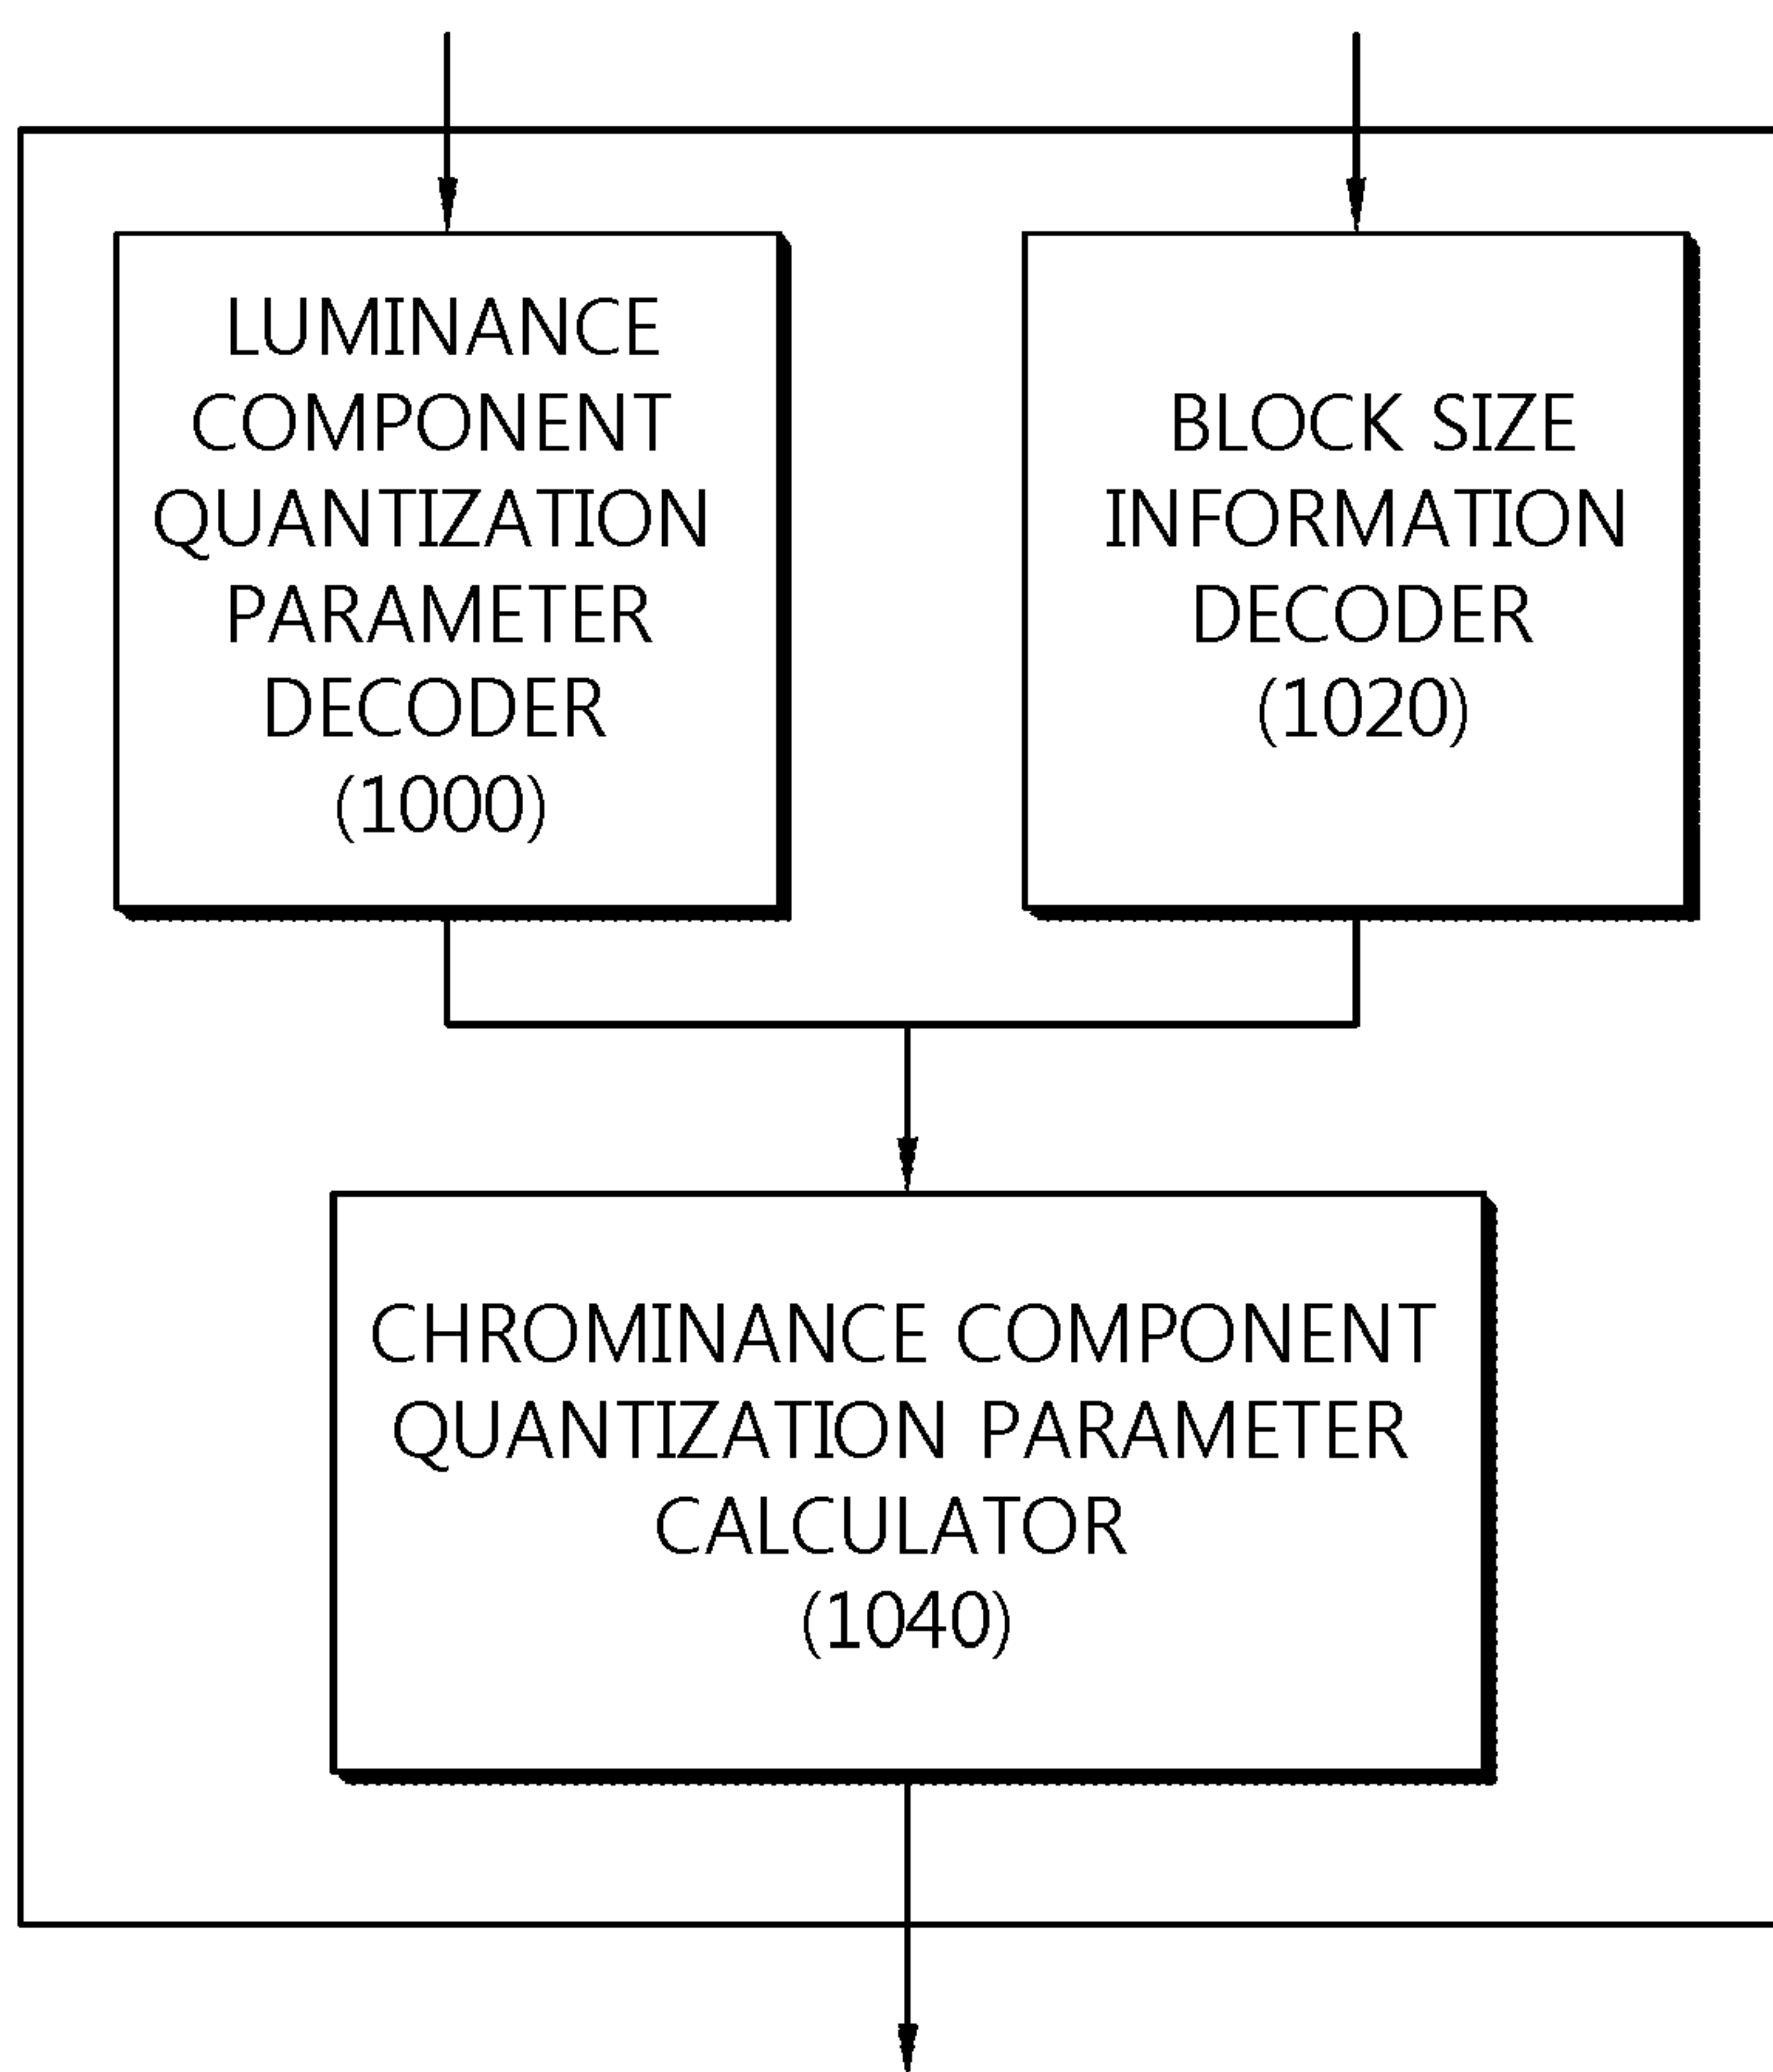 LUMINANCE
COMPONENT
QUANTIZATION
PARAMETER
DECODER
(1000)
BLOCK SIZE
INFORMATION
DECODER
(1020)
CHROMINANCE COMPONENT
QUANTIZATION PARAMETER
CALCULATOR
(1040)